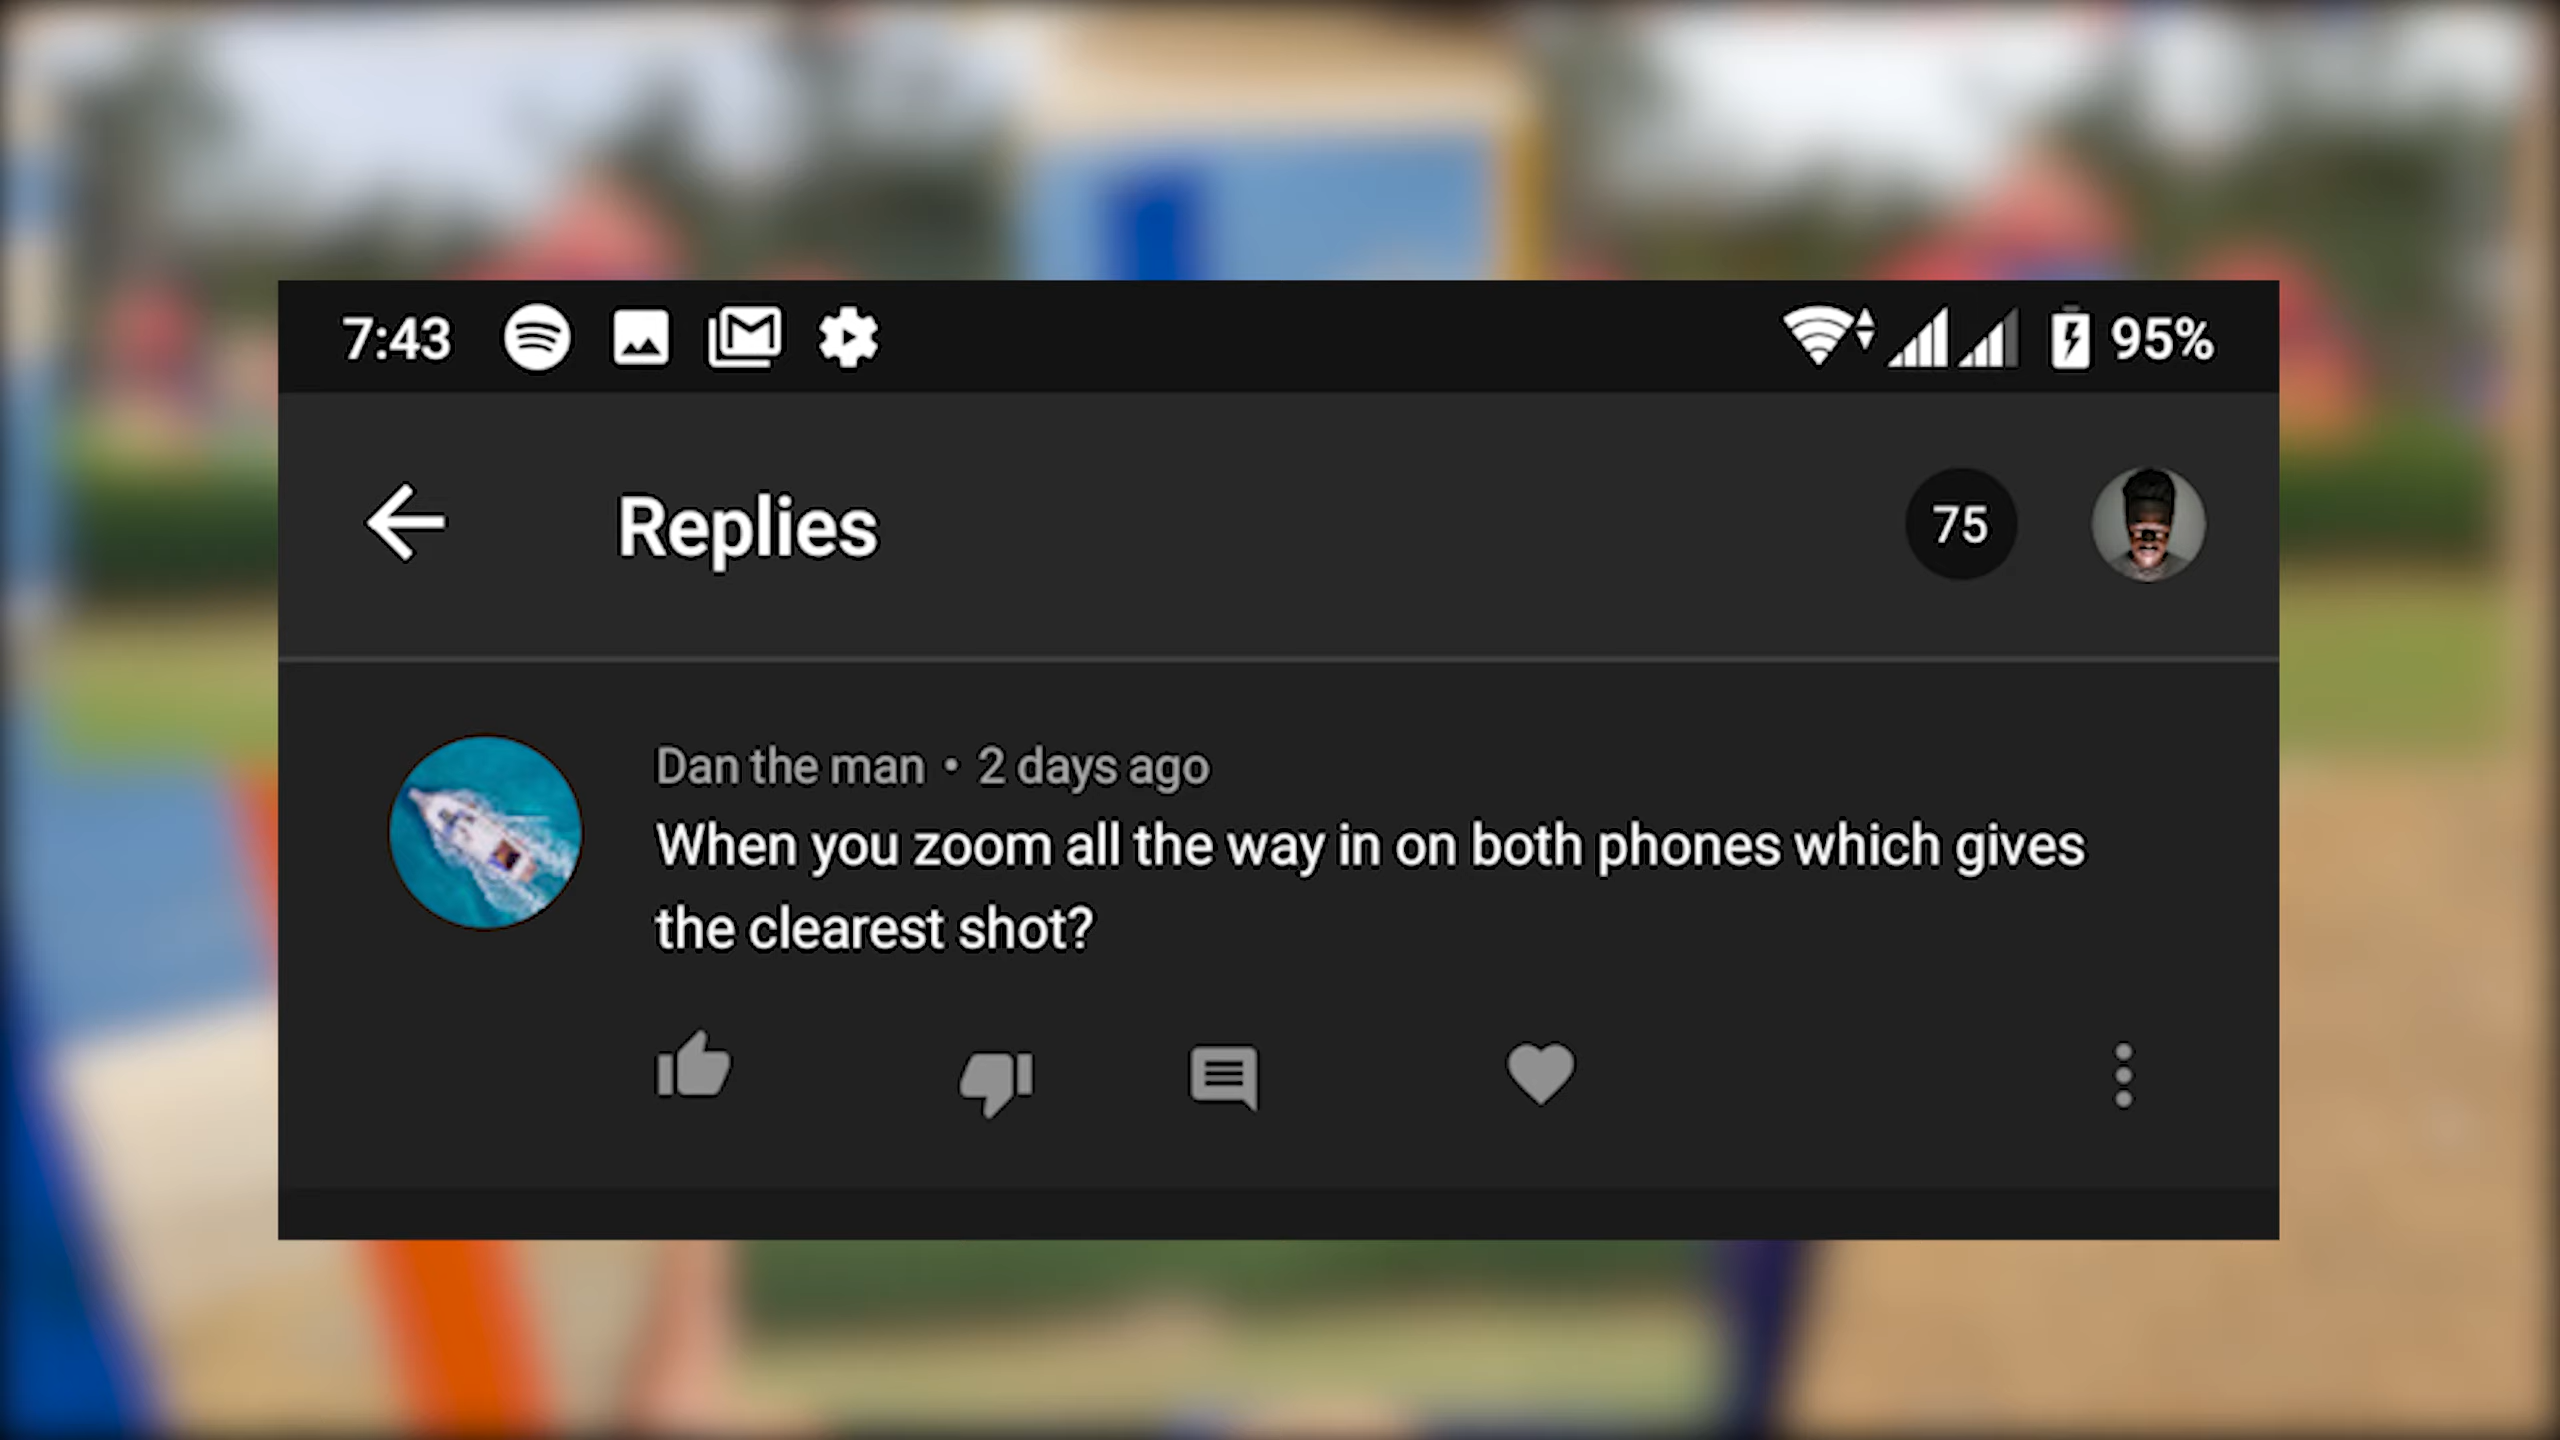 7:43 95%
Replies 75
Dan the man • 2 days ago
When you zoom all the way in on both phones which gives
the clearest shot?